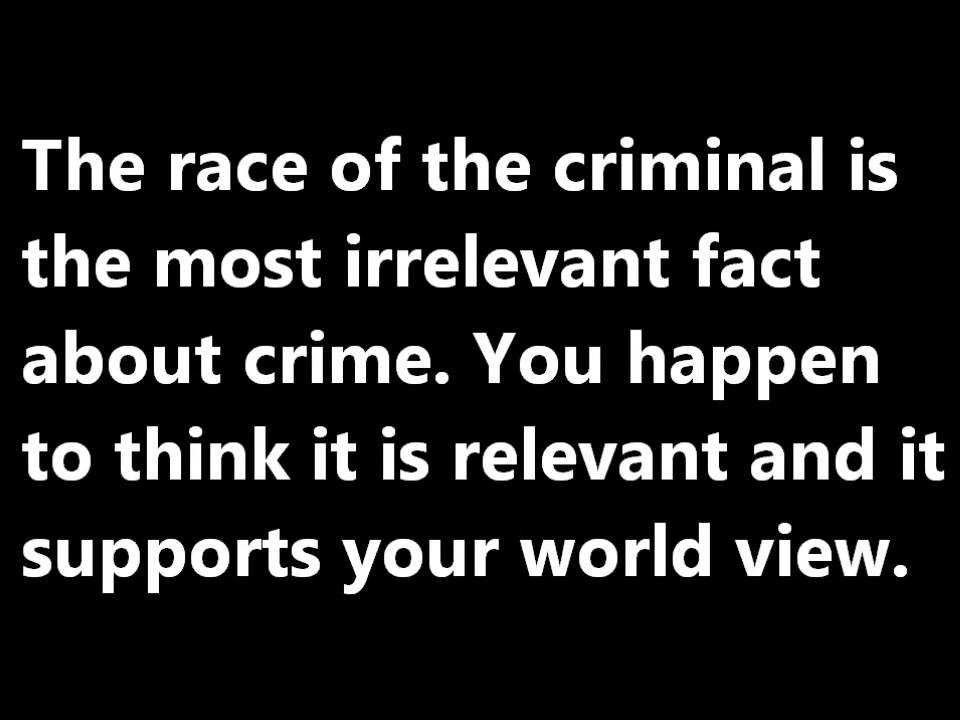 The race of the criminal is
the most irrelevant fact
about crime. You happen
to think it is relevant and it
supports your world view.